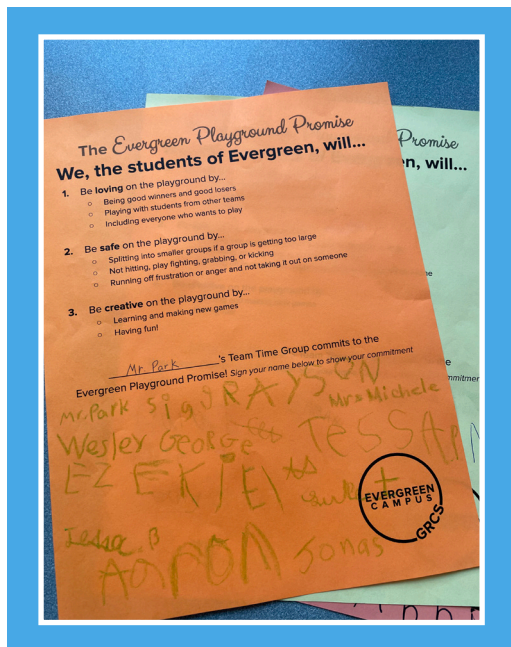 The Evergreen Playground Promise
We, the students of Evergreen, will...
1. Be loving on the playground by...
○ Being good winners and good losers
○ Playing with students from other teams
○ Including everyone who wants to play
2. Be safe on the playground by...
○ Splitting into smaller groups if a group is getting too large
○ Not hitting, play fighting, grabbing, or kicking
○ Running off frustration or anger and not taking it out on someone
3. Be creative on the playground by...
○ Learning and making new games
○ Having fun!
Mr. Park 's Team Time Group commits to the
Evergreen Playground Promise! Sign your name below to show your commitment
Mr. Park Sigg RAYSON
Mrs Michele
Wesley GEORGE TESSA
EZEKIEL
EVERGREEN
CAMPUS
GRCS
Tessa.B
Aaron Jonas
Promise
n, will...